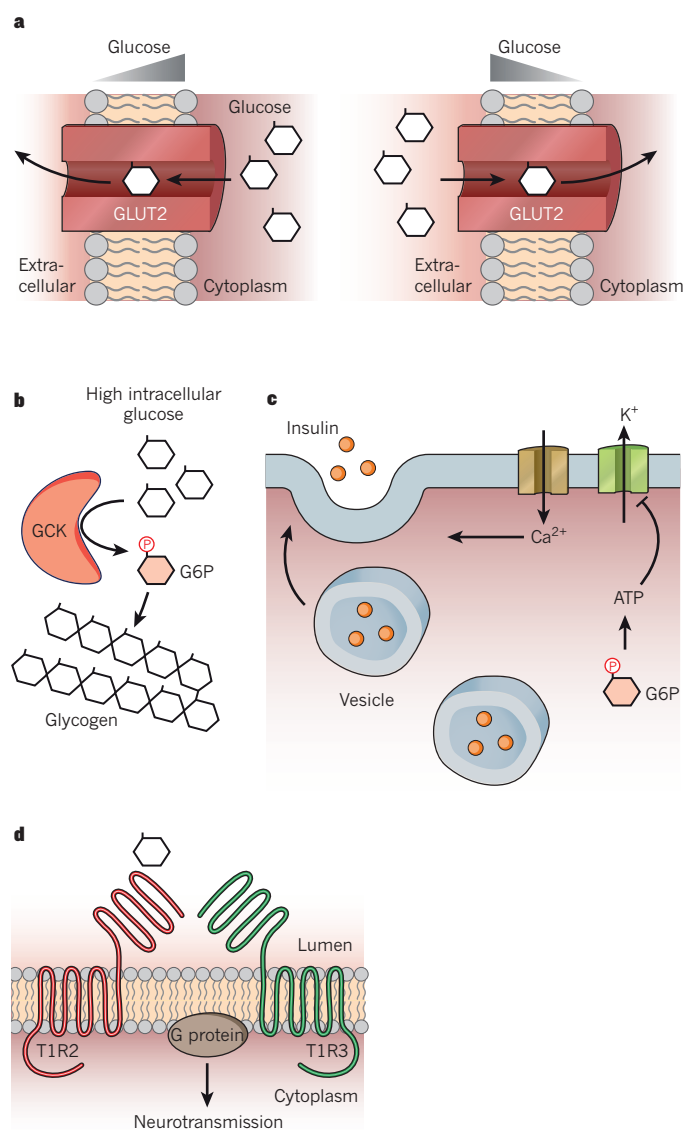 a
Glucose
Glucose
GLUT2
Extra-
cellular
Cytoplasm
Glucose
GLUT2
Extra-
cellular
Cytoplasm
b
High intracellular
glucose
GCK
P
G6P
Glycogen
c
Insulin
K+
Ca2+
ATP
P
G6P
Vesicle
d
Lumen
T1R2
G protein
T1R3
Cytoplasm
Neurotransmission